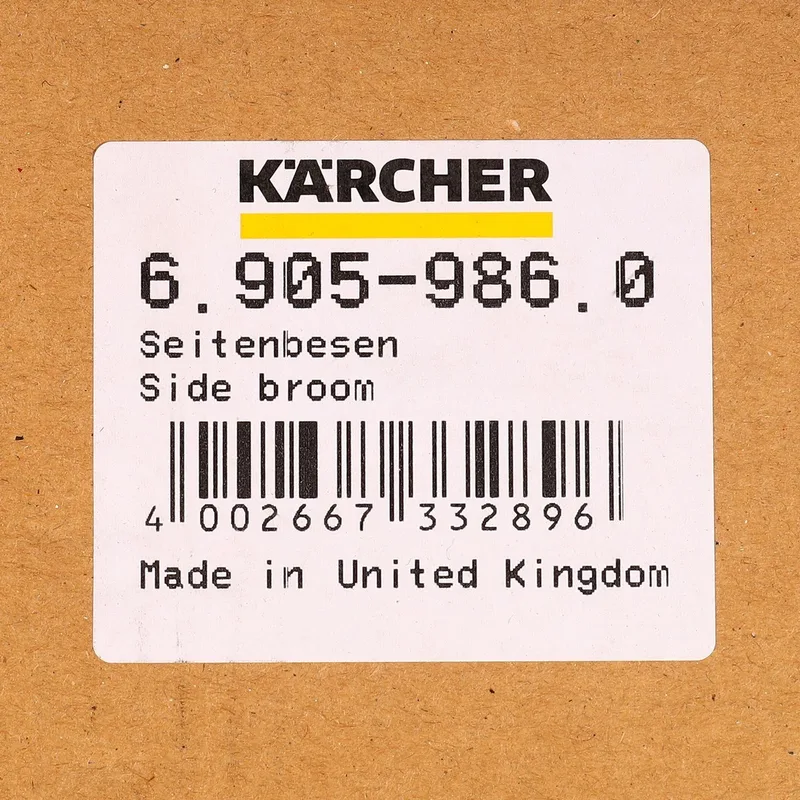 KÄRCHER
6.905-986.0
Seitenbesen
Side broom
4 002667 332896
Made in United Kingdom